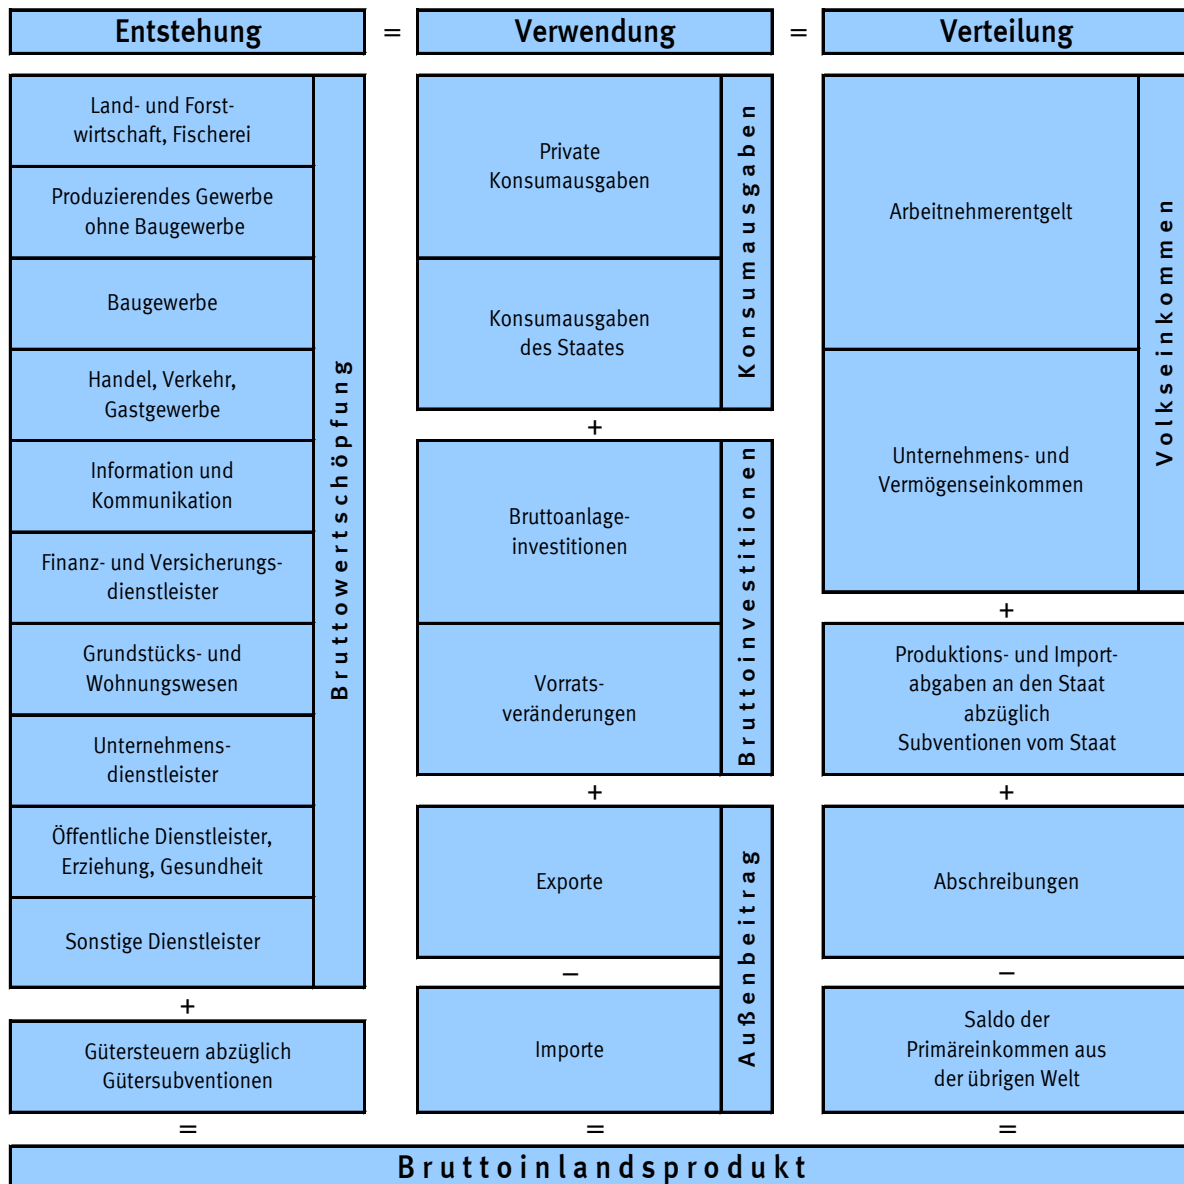 Entstehung
=
Verwendung
=
Verteilung
Land- und Forst-
wirtschaft, Fischerei
Produzierendes Gewerbe
ohne Baugewerbe
Baugewerbe
Handel, Verkehr,
Gastgewerbe
Information und
Kommunikation
Finanz- und Versicherungs-
dienstleister
Grundstücks- und
Wohnungswesen
Unternehmens-
dienstleister
Öffentliche Dienstleister,
Erziehung, Gesundheit
Sonstige Dienstleister
Bruttowertschöpfung
+
Gütersteuern abzüglich
Gütersubventionen
=
Private
Konsumausgaben
Konsumausgaben
des Staates
Konsumausgaben
+
Bruttoanlage-
investitionen
Vorrats-
veränderungen
Bruttoinvestitionen
+
Exporte
–
Importe
Außenbeitrag
=
Arbeitnehmerentgelt
Unternehmens- und
Vermögenseinkommen
Volkseinkommen
+
Produktions- und Import-
abgaben an den Staat
abzüglich
Subventionen vom Staat
+
Abschreibungen
–
Saldo der
Primäreinkommen aus
der übrigen Welt
=
Bruttoinlandsprodukt